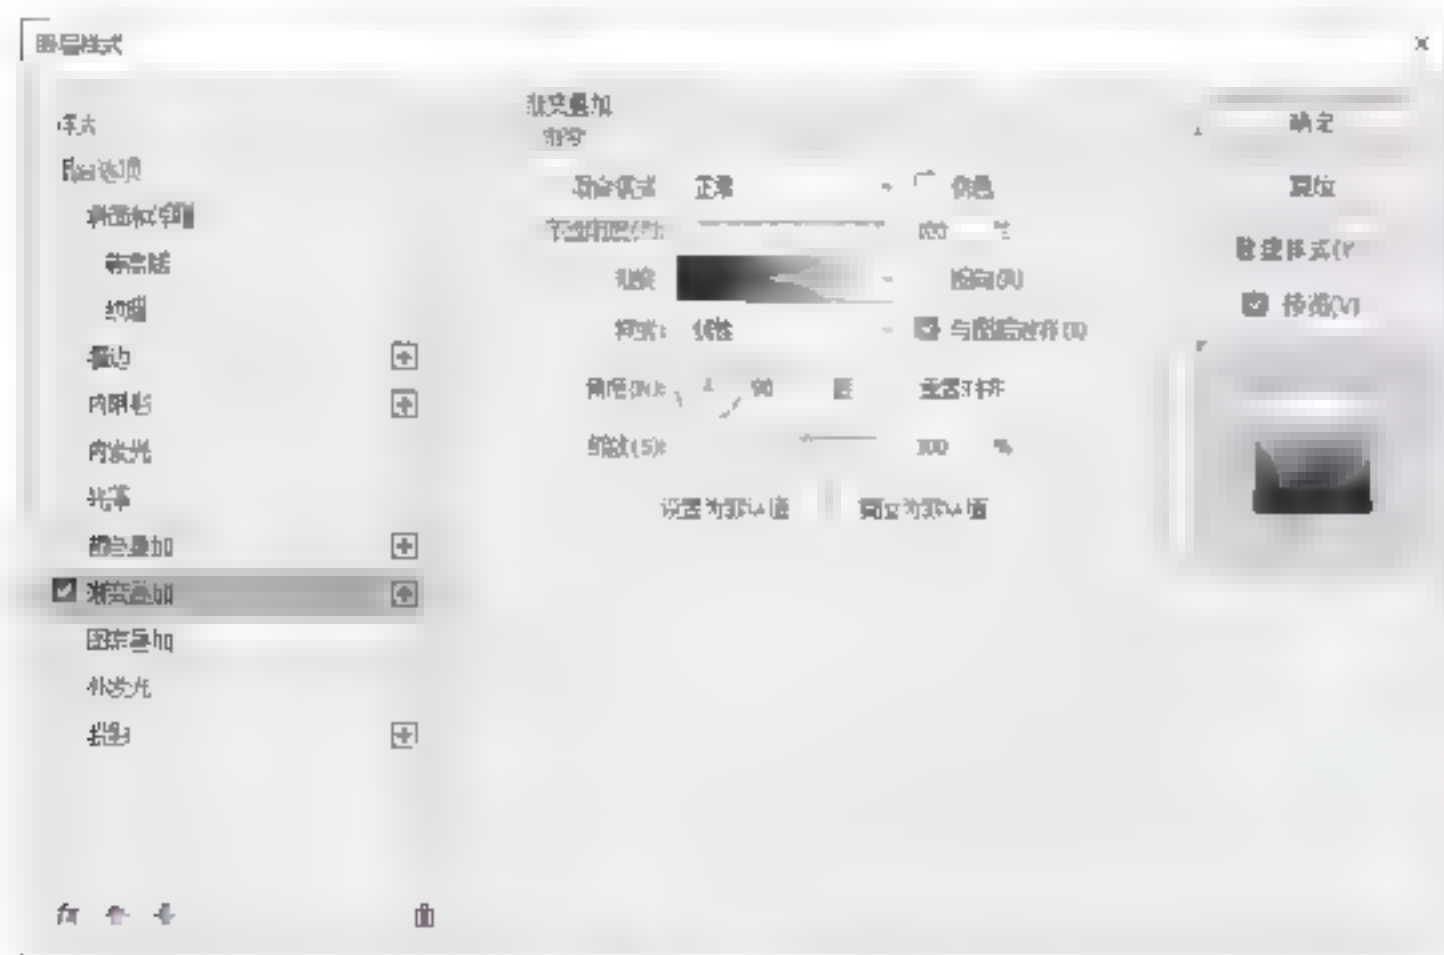 图层样式
样式
混合选项
斜面和浮雕
等高线
纹理
描边
内阴影
内发光
光泽
颜色叠加
渐变叠加
图案叠加
外发光
投影
fx
渐变叠加
渐变
混合模式 正常 仿色
不透明度(P): 100 %
渐变 反向(R)
样式: 线性 与图层对齐(I)
角度(N): 90 度 重置对齐
缩放(S): 100 %
设置为默认值 复位为默认值
确定
复位
新建样式(
预览(V)